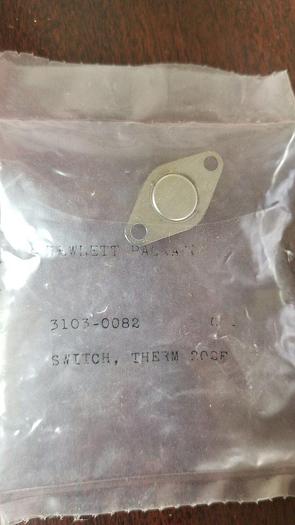 HEWLETT PACKARD
3103-0082
SWITCH, THERM